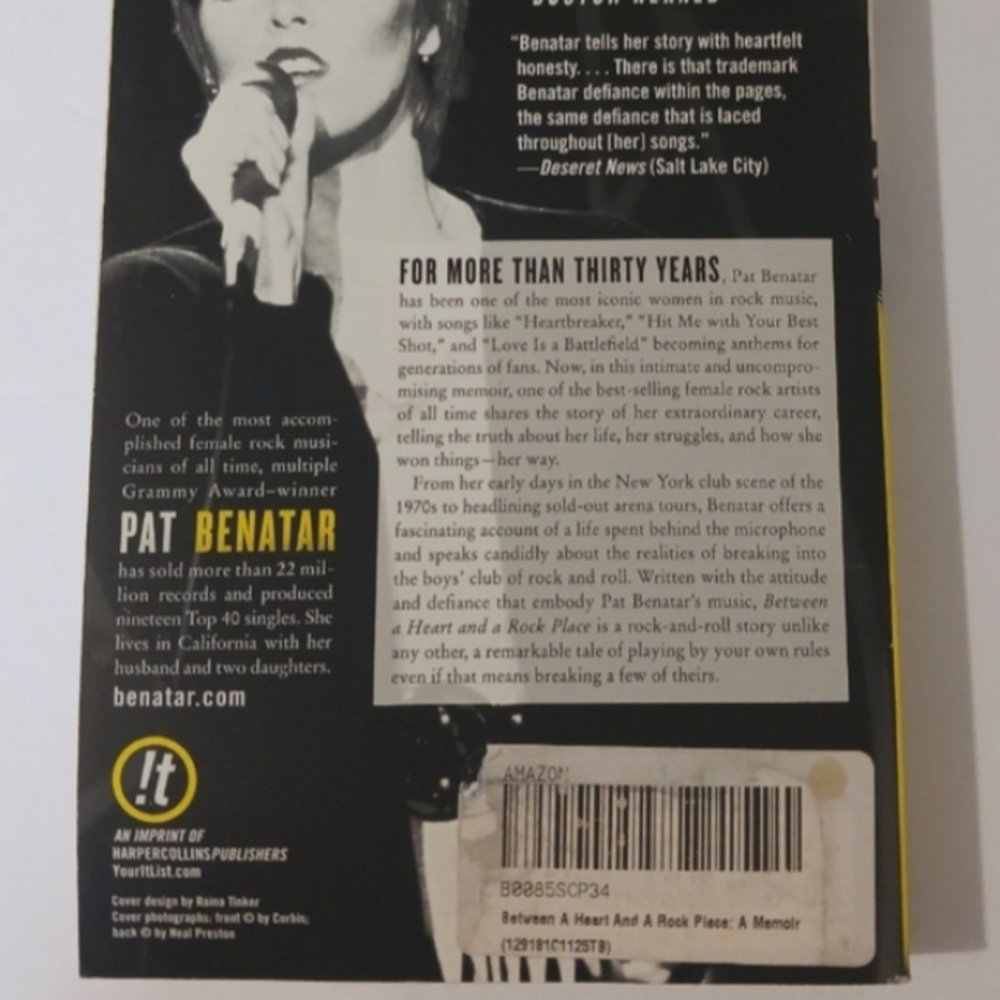 "Benatar tells her story with heartfelt
honesty. . . . There is that trademark
Benatar defiance within the pages,
the same defiance that is laced
throughout [her] songs."
—Deseret News (Salt Lake City)
FOR MORE THAN THIRTY YEARS, Pat Benatar
has been one of the most iconic women in rock music,
with songs like "Heartbreaker," "Hit Me with Your Best
Shot," and "Love Is a Battlefield" becoming anthems for
generations of fans. Now, in this intimate and uncompro-
mising memoir, one of the best-selling female rock artists
of all time shares the story of her extraordinary career,
telling the truth about her life, her struggles, and how she
won things—her way.
From her early days in the New York club scene of the
1970s to headlining sold-out arena tours, Benatar offers a
fascinating account of a life spent behind the microphone
and speaks candidly about the realities of breaking into
the boys' club of rock and roll. Written with the attitude
and defiance that embody Pat Benatar's music, Between
a Heart and a Rock Place is a rock-and-roll story unlike
any other, a remarkable tale of playing by your own rules
even if that means breaking a few of theirs.
One of the most accom-
plished female rock musi-
cians of all time, multiple
Grammy Award–winner
PAT BENATAR
has sold more than 22 mil-
lion records and produced
nineteen Top 40 singles. She
lives in California with her
husband and two daughters.
benatar.com
!t
AN IMPRINT OF
HARPERCOLLINSPUBLISHERS
YourItList.com
Cover design by Raina Tinker
Cover photographs: front © by Corbis;
back © by Neal Preston
AMAZON
B0085SCP34
Between A Heart And A Rock Place: A Memoir
(129181C1125TB)